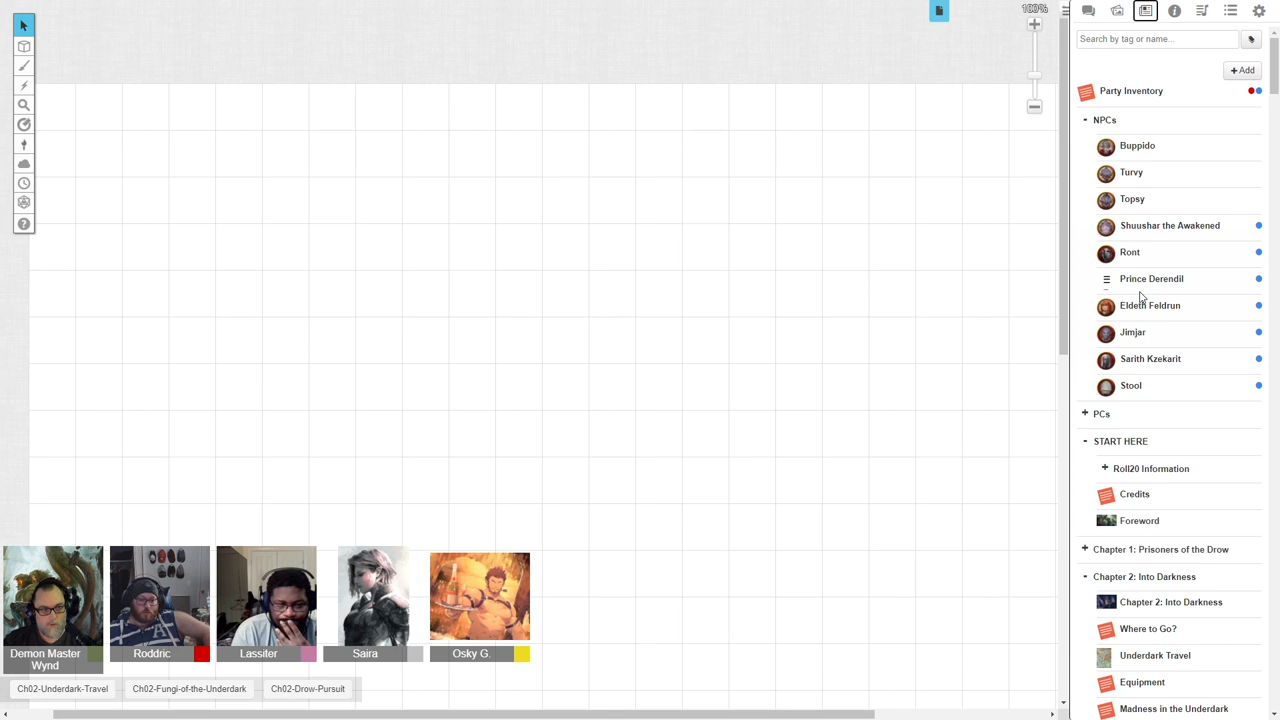 100%
Search by tag or name...
+ Add
Party Inventory
NPCs
Buppido
Turvy
Topsy
Shuushar the Awakened
Ront
Prince Derendil
Eldeth Feldrun
Jimjar
Sarith Kzekarit
Stool
PCs
START HERE
Roll20 Information
Credits
Foreword
Chapter 1: Prisoners of the Drow
Chapter 2: Into Darkness
Chapter 2: Into Darkness
Where to Go?
Underdark Travel
Equipment
Madness in the Underdark
Demon Master
Wynd
Roddric
Lassiter
Saira
Osky G.
Ch02-Underdark-Travel
Ch02-Fungi-of-the-Underdark
Ch02-Drow-Pursuit